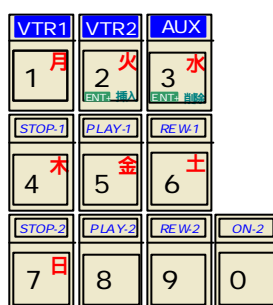 VTR1 VTR2 AUX
1 月 2 火 3 水
ENT+ 挿入 ENT+ 削除
STOP-1 PLAY-1 REW-1
4 木 5 金 6 土
STOP-2 PLAY-2 REW-2 ON-2
7 日 8 9 0